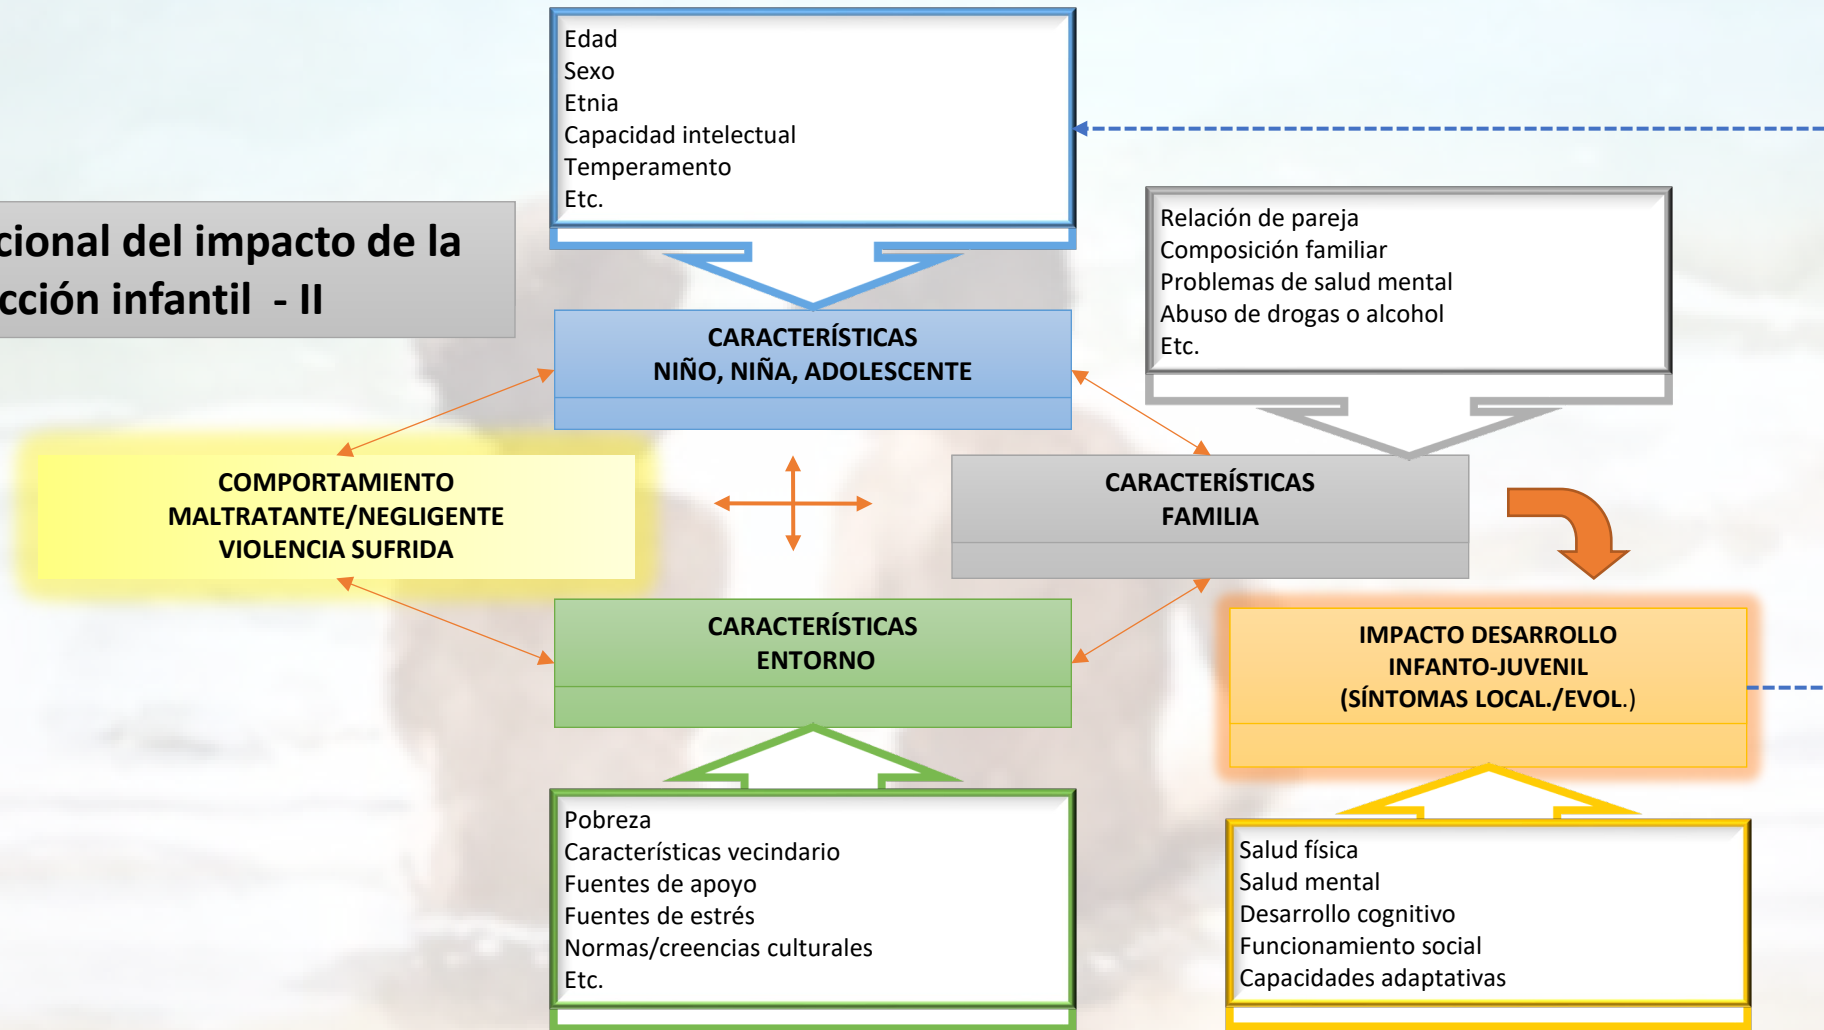 Edad
Sexo
Etnia
Capacidad intelectual
Temperamento
Etc.
cional del impacto de la
cción infantil - II
Relación de pareja
Composición familiar
Problemas de salud mental
Abuso de drogas o alcohol
Etc.
CARACTERÍSTICAS
NIÑO, NIÑA, ADOLESCENTE
COMPORTAMIENTO
MALTRATANTE/NEGLIGENTE
VIOLENCIA SUFRIDA
CARACTERÍSTICAS
FAMILIA
CARACTERÍSTICAS
ENTORNO
IMPACTO DESARROLLO
INFANTO-JUVENIL
(SÍNTOMAS LOCAL./EVOL.)
Pobreza
Características vecindario
Fuentes de apoyo
Fuentes de estrés
Normas/creencias culturales
Etc.
Salud física
Salud mental
Desarrollo cognitivo
Funcionamiento social
Capacidades adaptativas